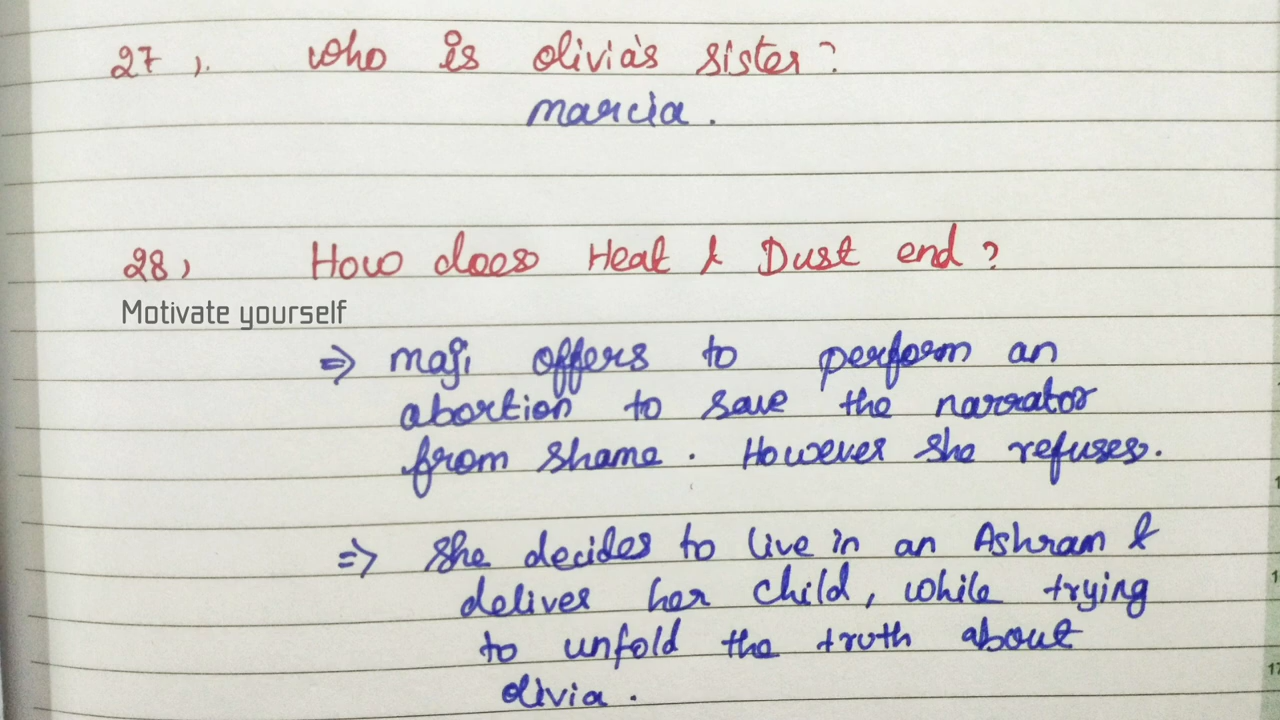 27, who is olivia's sister?
marcia.
28, How does Heat & Dust end?
Motivate yourself
⇒ maji offers to perform an
abortion to save the narrator
from shame. However she refuses.
⇒ She decides to live in an Ashram &
deliver her child, while trying
to unfold the truth about
olivia.
17